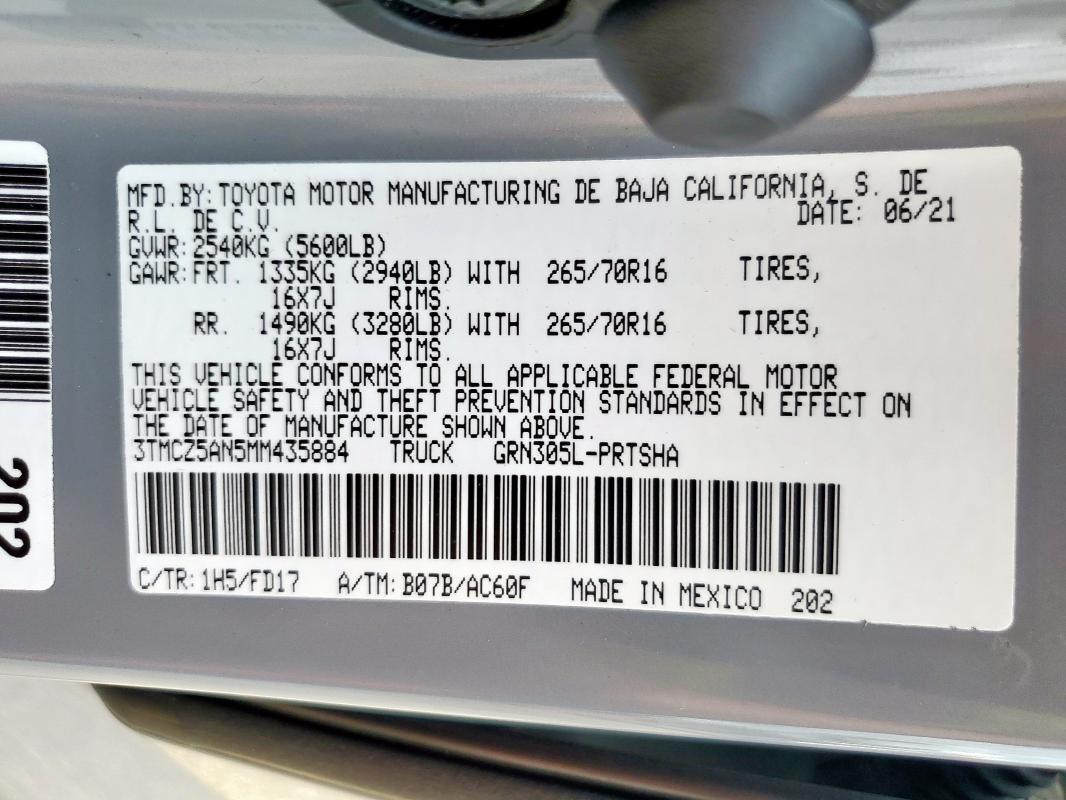 MFD.BY: TOYOTA MOTOR MANUFACTURING DE BAJA CALIFORNIA, S. DE
R.L. DE C.V. DATE: 06/21
GVWR: 2540KG (5600LB)
GAWR: FRT. 1335KG (2940LB) WITH 265/70R16 TIRES,
16X7J RIMS.
RR. 1490KG (3280LB) WITH 265/70R16 TIRES,
16X7J RIMS.
THIS VEHICLE CONFORMS TO ALL APPLICABLE FEDERAL MOTOR
VEHICLE SAFETY AND THEFT PREVENTION STANDARDS IN EFFECT ON
THE DATE OF MANUFACTURE SHOWN ABOVE.
3TMCZ5AN5MM435884 TRUCK GRN305L-PRTSHA
C/TR: 1H5/FD17 A/TM: B07B/AC60F MADE IN MEXICO 202
202